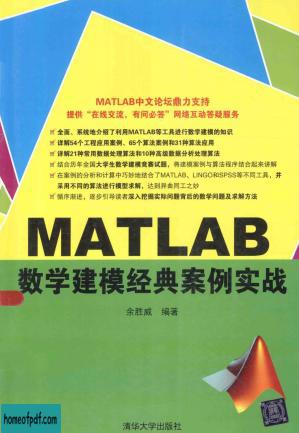 MATLAB中文论坛鼎力支持
提供“在线交流，有问必答”网络互动答疑服务
全面、系统地介绍了利用MATLAB等工具进行数学建模的知识
详解54个工程应用案例、65个算法案例和31种算法应用
详解21种常用数据处理算法和10种高级数据分析处理算法
结合历年全国大学生数学建模竞赛试题，将建模案例与算法程序结合起来讲解
在案例的分析和计算中巧妙地结合了MATLAB、LINGO和SPSS等不同工具，并
采用不同的算法进行模型求解，达到异曲同工之妙
循序渐进，逐步引导读者深入挖掘实际问题背后的数学问题及求解方法
MATLAB
数学建模经典案例实战
余胜威 编著
homeofpdf.com
清华大学出版社